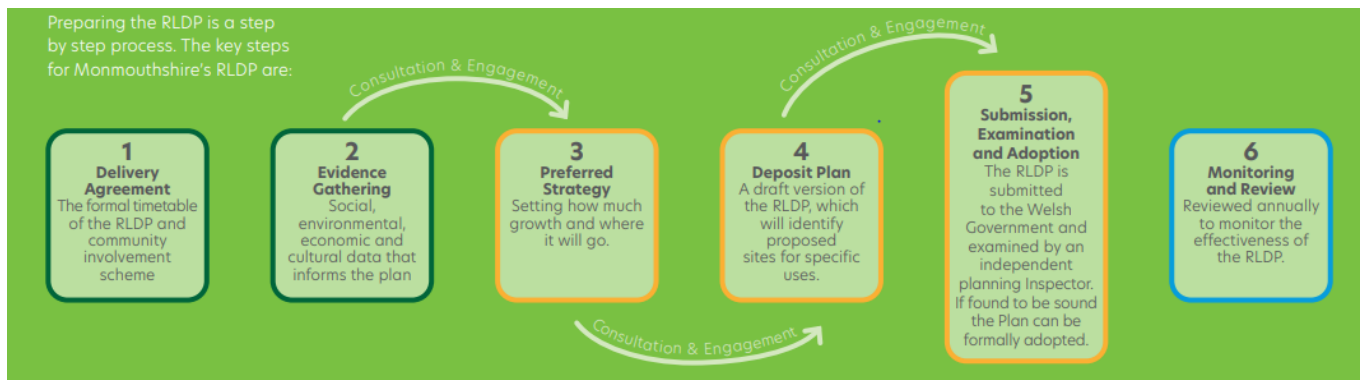 Preparing the RLDP is a step
by step process. The key steps
for Monmouthshire's RLDP are:
Consultation & Engagement
Consultation & Engagement
1
Delivery
Agreement
The formal timetable
of the RLDP and
community
involvement
scheme
2
Evidence
Gathering
Social,
environmental,
economic and
cultural data that
informs the plan
3
Preferred
Strategy
Setting how much
growth and where
it will go.
4
Deposit Plan
A draft version of
the RLDP, which
will identify
proposed
sites for specific
uses.
5
Submission,
Examination
and Adoption
The RLDP is
submitted
to the Welsh
Government and
examined by an
independent
planning Inspector.
If found to be sound
the Plan can be
formally adopted.
6
Monitoring
and Review
Reviewed annually
to monitor the
effectiveness of
the RLDP.
Consultation & Engagement